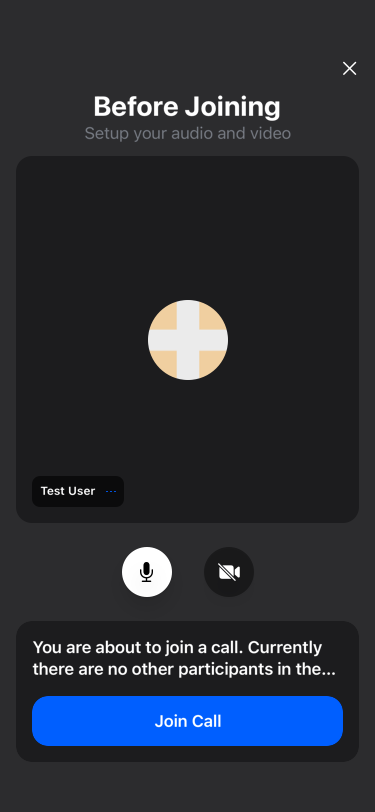 Before Joining
Setup your audio and video
Test User
You are about to join a call. Currently
there are no other participants in the...
Join Call